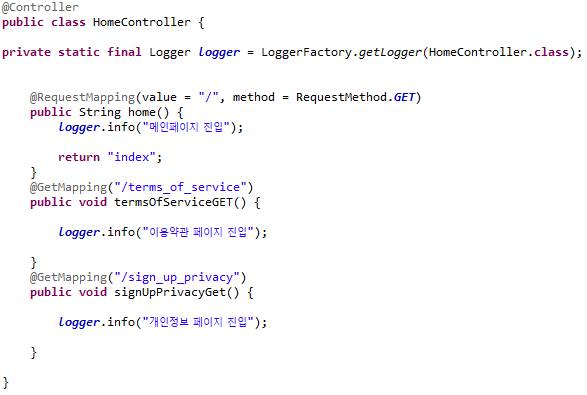 @Controller
public class HomeController {
private static final Logger logger = LoggerFactory.getLogger(HomeController.class);
@RequestMapping(value = "/", method = RequestMethod.GET)
public String home() {
logger.info("메인페이지 진입");
return "index";
}
@GetMapping("/terms_of_service")
public void termsOfServiceGET() {
logger.info("이용약관 페이지 진입");
}
@GetMapping("/sign_up_privacy")
public void signUpPrivacyGet() {
logger.info("개인정보 페이지 진입");
}
}